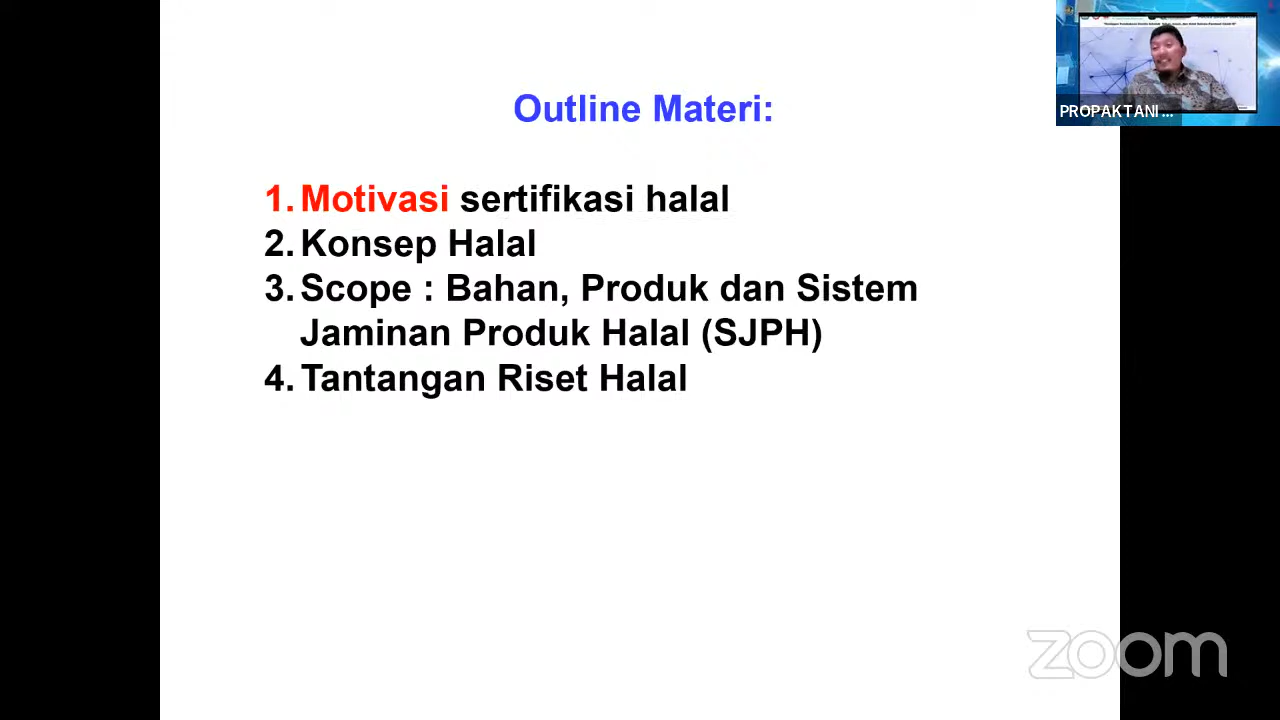 Outline Materi:
1. Motivasi sertifikasi halal
2. Konsep Halal
3. Scope : Bahan, Produk dan Sistem
Jaminan Produk Halal (SJPH)
4. Tantangan Riset Halal
PROPAKTANI ...
zoom